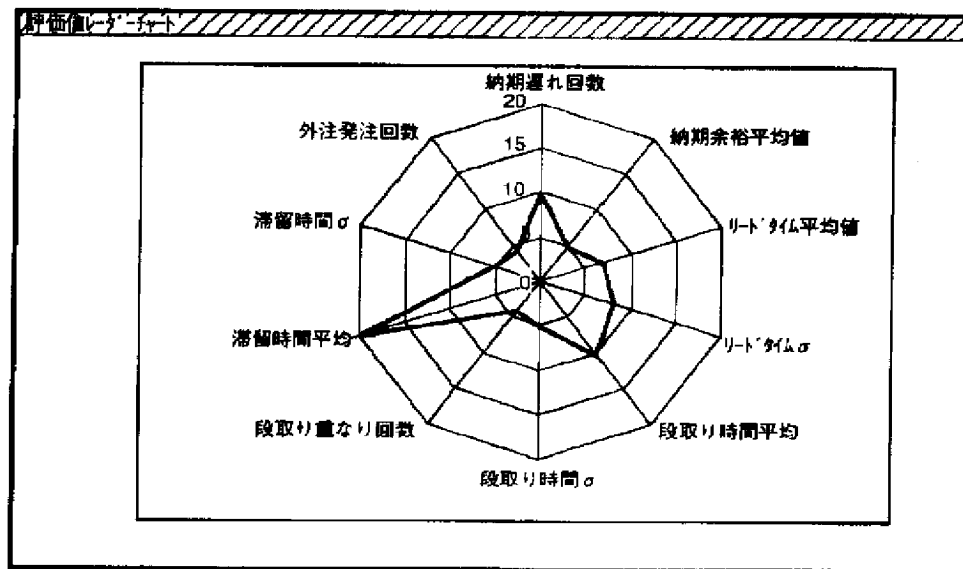 評価値ﾚｰﾀﾞｰﾁｬｰﾄ
納期遅れ回数
20
外注発注回数
納期余裕平均値
15
10
滞留時間σ
ﾘｰﾄﾞﾀｲﾑ平均値
0
滞留時間平均
ﾘｰﾄﾞﾀｲﾑσ
段取り重なり回数
段取り時間平均
段取り時間σ